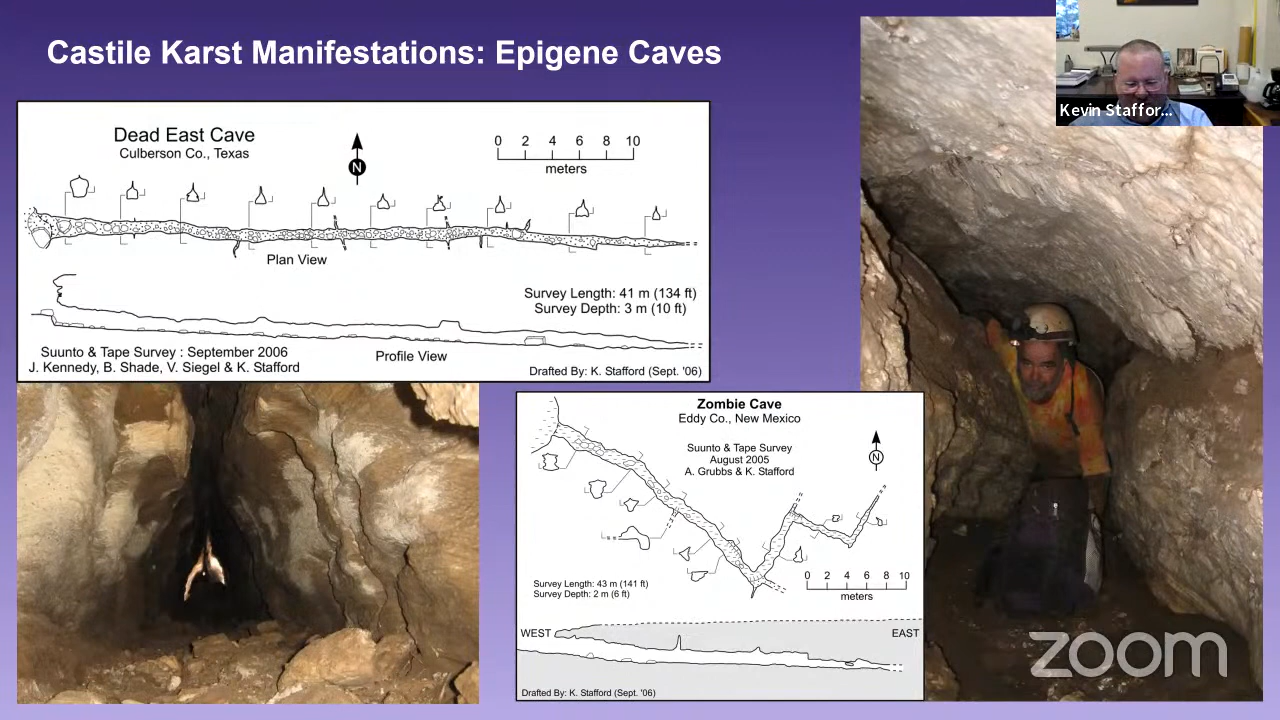 Castile Karst Manifestations: Epigene Caves
Kevin Staffor...
Dead East Cave
Culberson Co., Texas
N
0 2 4 6 8 10
meters
Plan View
Survey Length: 41 m (134 ft)
Survey Depth: 3 m (10 ft)
Suunto & Tape Survey : September 2006
J. Kennedy, B. Shade, V. Siegel & K. Stafford
Profile View
Drafted By: K. Stafford (Sept. '06)
Zombie Cave
Eddy Co., New Mexico
Suunto & Tape Survey
August 2005
A. Grubbs & K. Stafford
N
Survey Length: 43 m (141 ft)
Survey Depth: 2 m (6 ft)
0 2 4 6 8 10
meters
WEST
EAST
Drafted By: K. Stafford (Sept. '06)
zoom